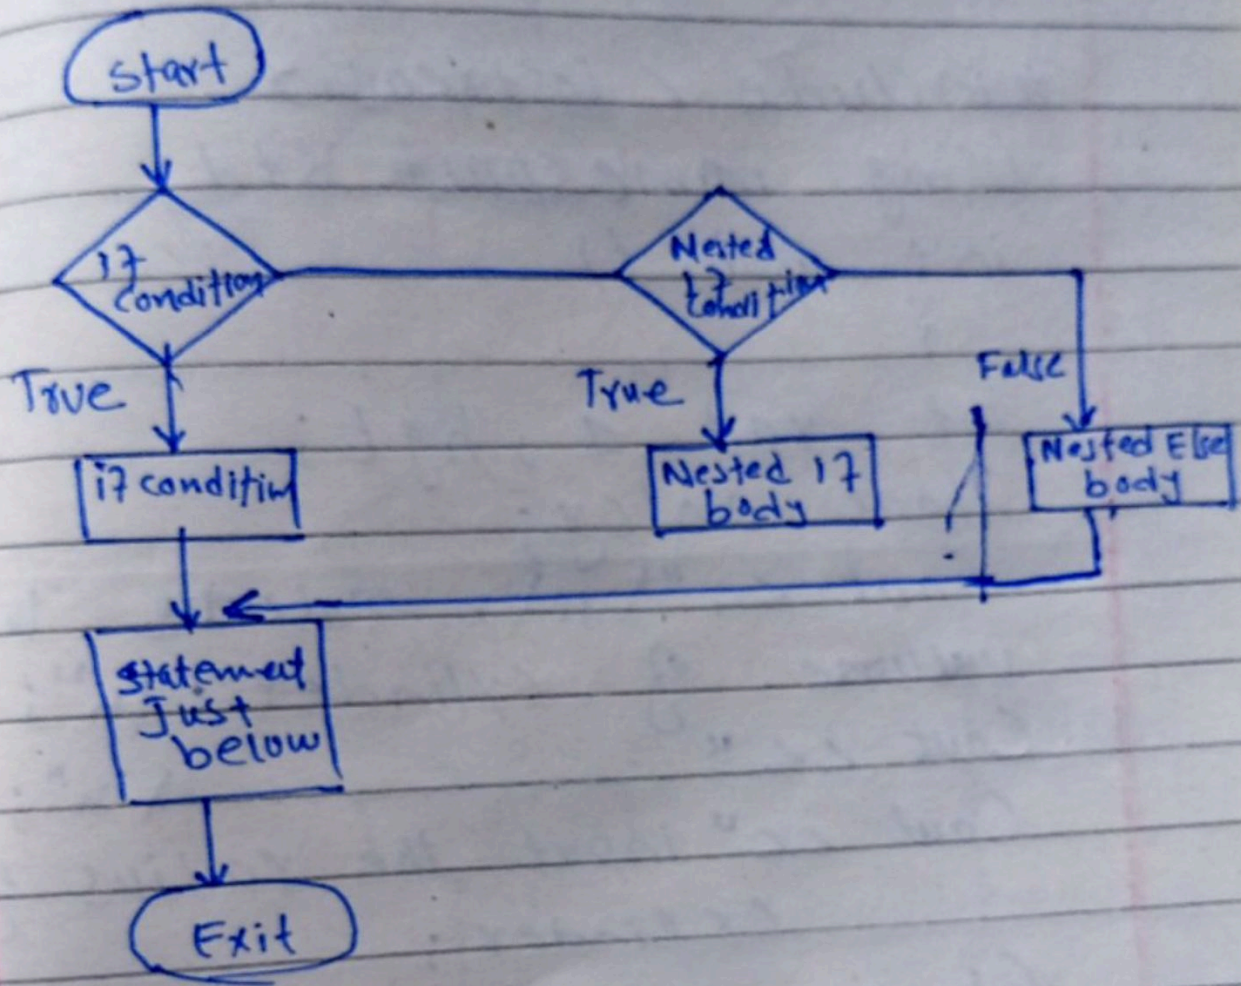 Start
if
condition
Nested
if
condition
True
True
False
if condition
Nested if
body
Nested Else
body
Statement
Just
below
Exit